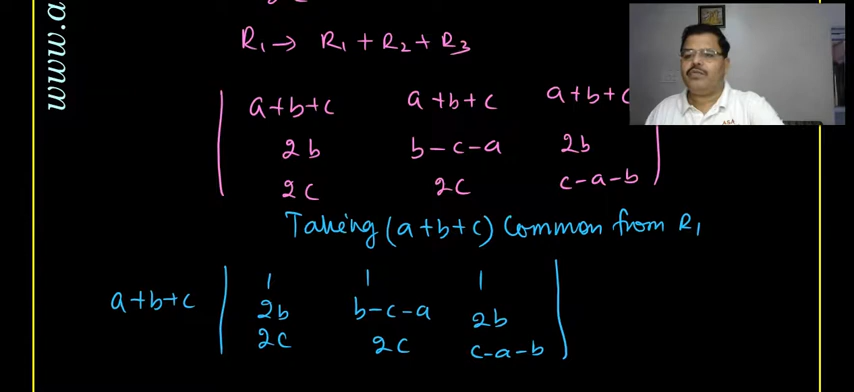 www.a
R₁ → R₁ + R₂ + R₃
a+b+c a+b+c a+b+c
2b b-c-a 2b
2c 2c c-a-b
Taking (a+b+c) Common from R₁
a+b+c | 1 1 1 |
2b b-c-a 2b
2c 2c c-a-b
ASA